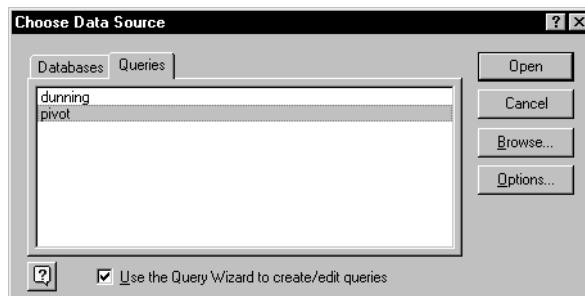 Choose Data Source
Databases
Queries
dunning
pivot
Open
Cancel
Browse...
Options...
Use the Query Wizard to create/edit queries